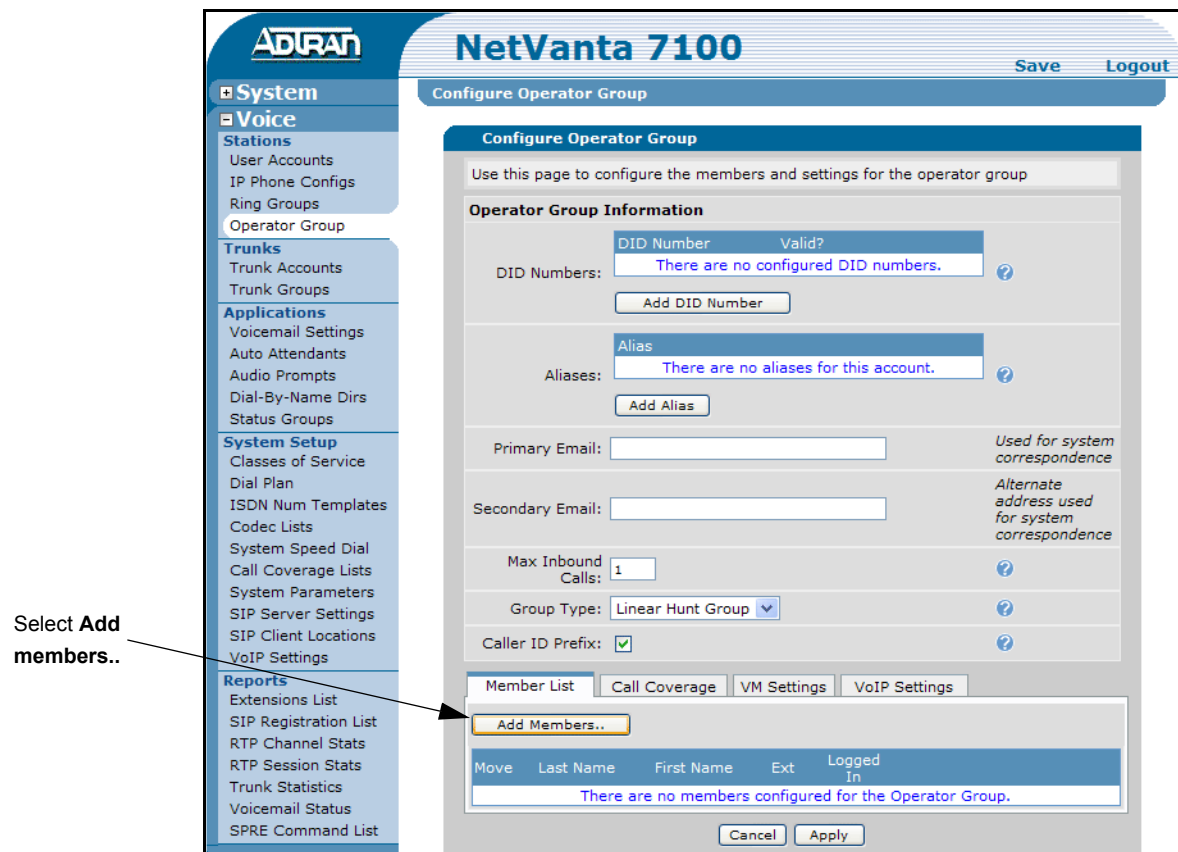 ADTRAN
NetVanta 7100
Save Logout
System
Voice
Stations
User Accounts
IP Phone Configs
Ring Groups
Operator Group
Trunks
Trunk Accounts
Trunk Groups
Applications
Voicemail Settings
Auto Attendants
Audio Prompts
Dial-By-Name Dirs
Status Groups
System Setup
Classes of Service
Dial Plan
ISDN Num Templates
Codec Lists
System Speed Dial
Call Coverage Lists
System Parameters
SIP Server Settings
SIP Client Locations
VoIP Settings
Reports
Extensions List
SIP Registration List
RTP Channel Stats
RTP Session Stats
Trunk Statistics
Voicemail Status
SPRE Command List
Select Add
members..
Configure Operator Group
Configure Operator Group
Use this page to configure the members and settings for the operator group
Operator Group Information
DID Numbers:
DID Number Valid?
There are no configured DID numbers.
?
Add DID Number
Aliases:
Alias
There are no aliases for this account.
?
Add Alias
Primary Email:
Used for system
correspondence
Secondary Email:
Alternate
address used
for system
correspondence
Max Inbound
Calls:
1
?
Group Type: Linear Hunt Group ?
Caller ID Prefix: ?
Member List Call Coverage VM Settings VoIP Settings
Add Members..
Move Last Name First Name Ext Logged
In
There are no members configured for the Operator Group.
Cancel Apply